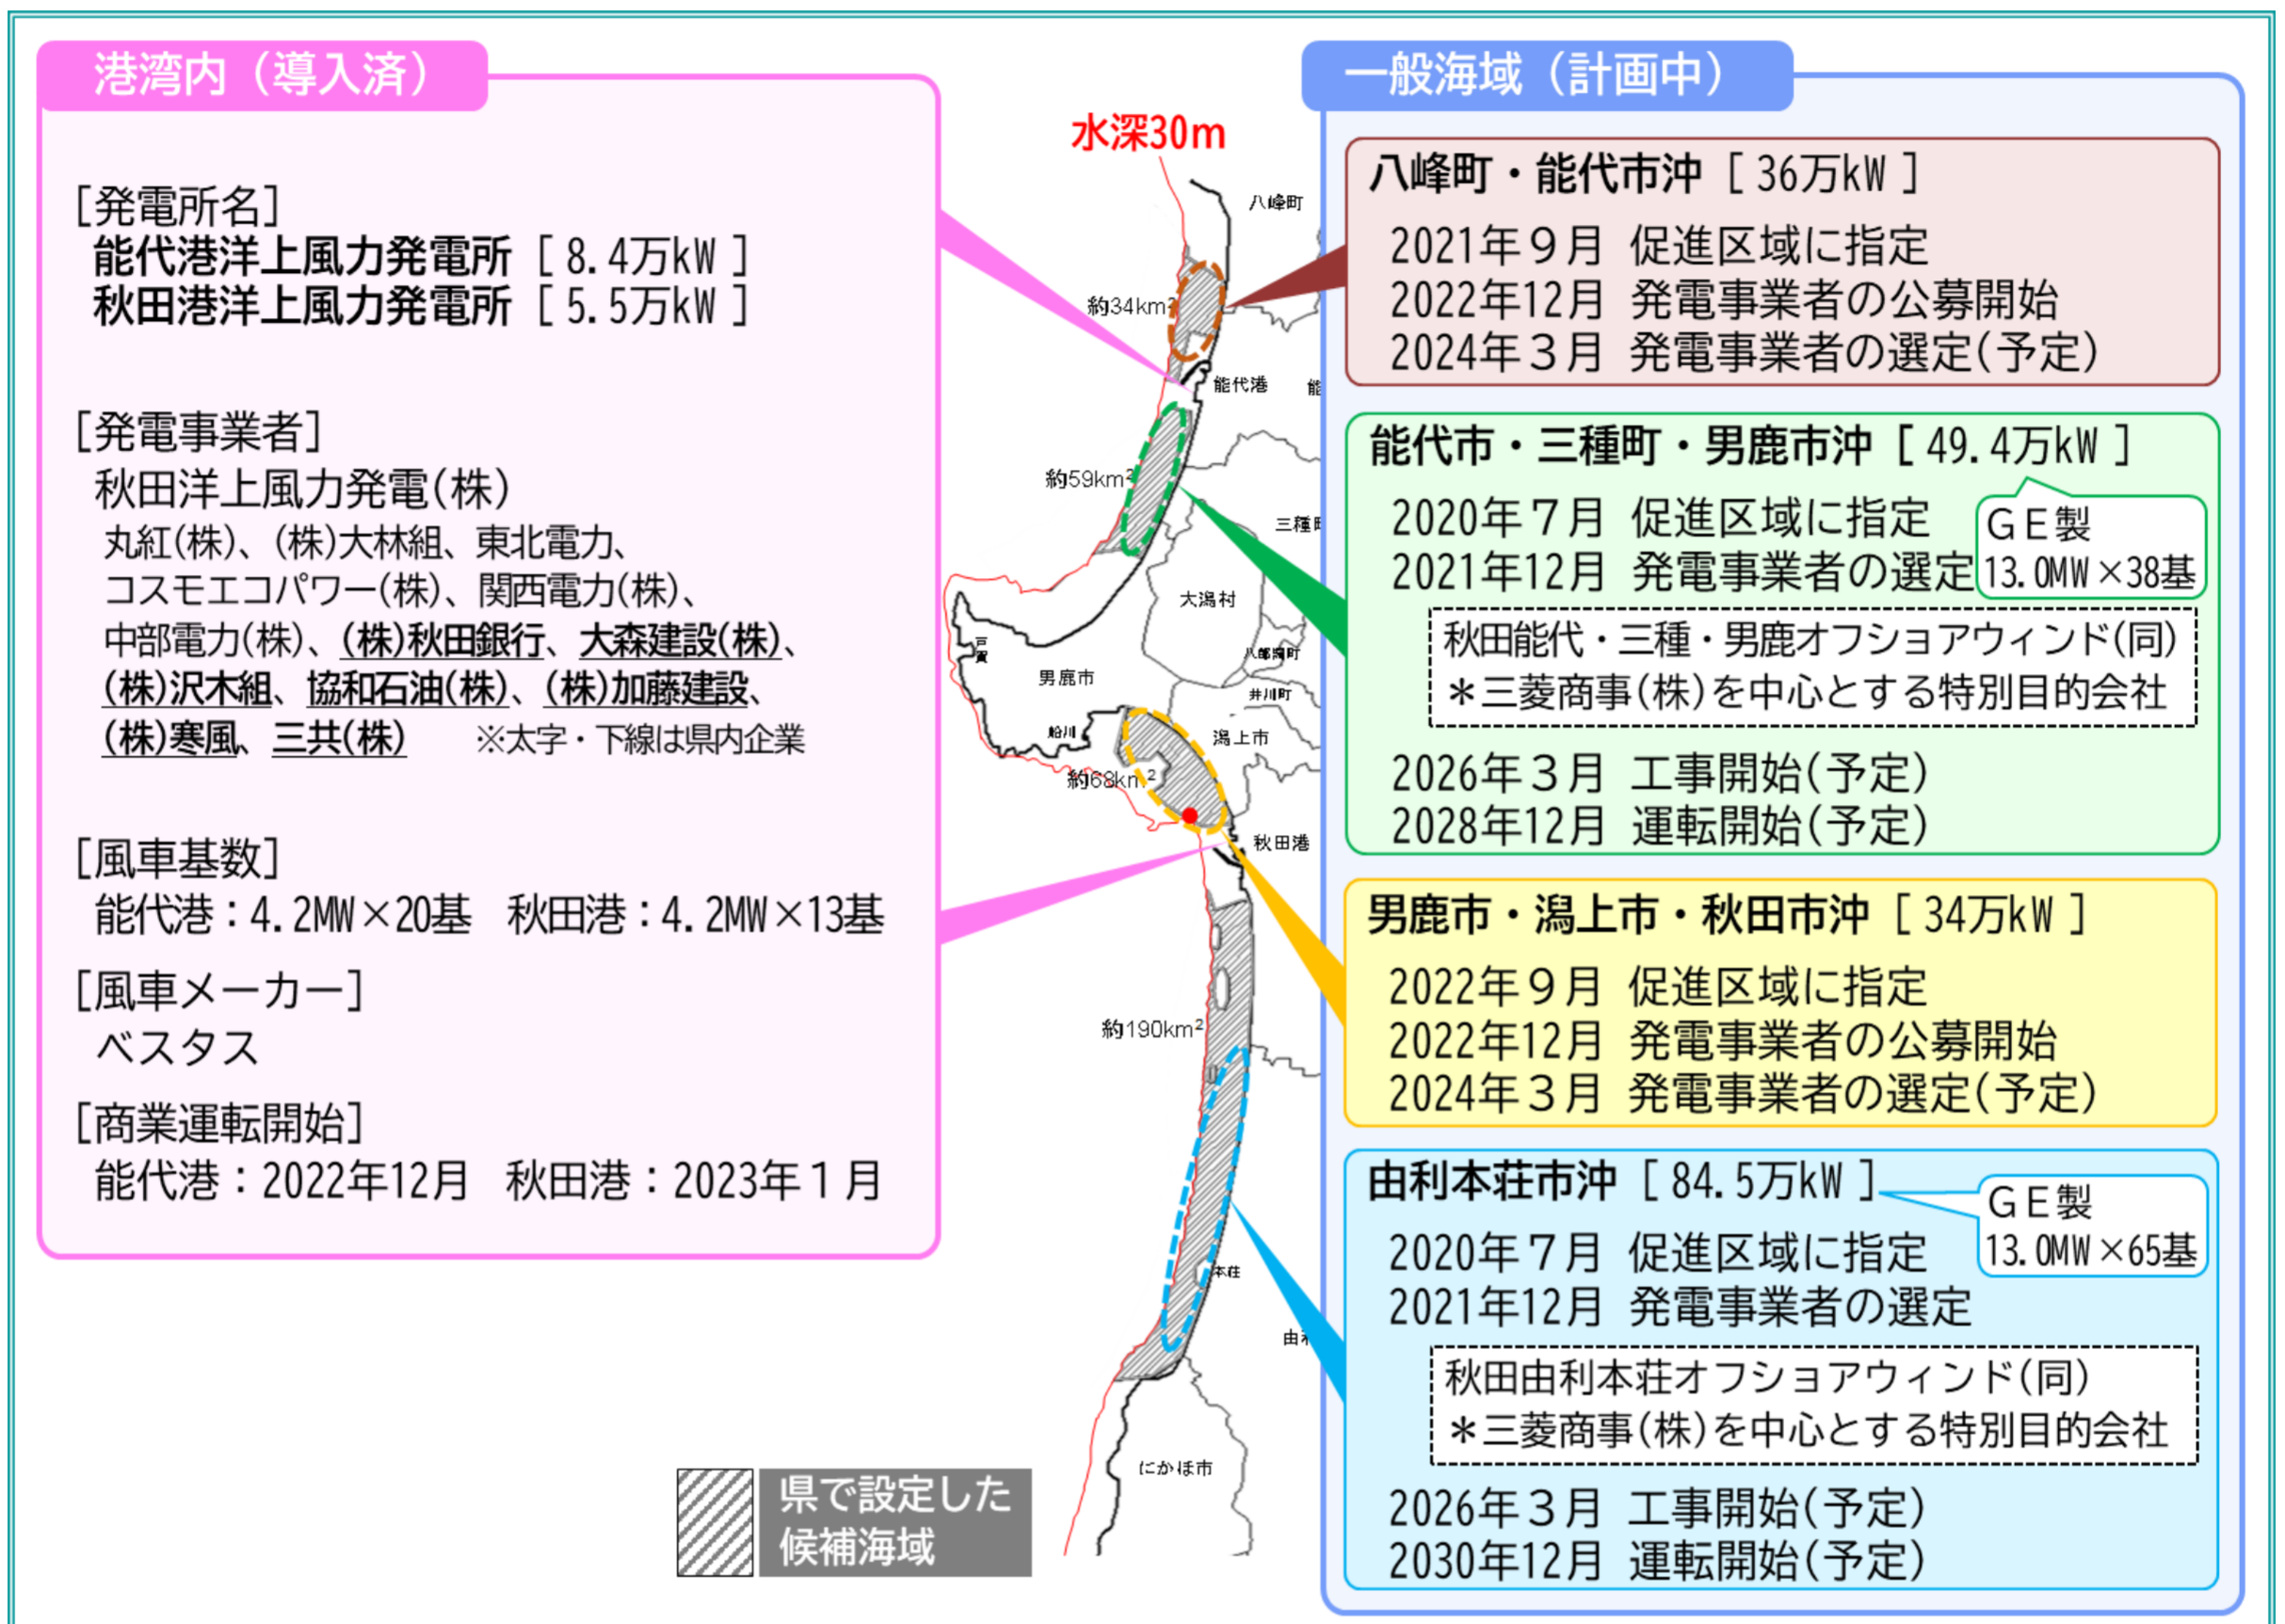 港湾内（導入済）
［発電所名］
能代港洋上風力発電所［ 8.4万kW ］
秋田港洋上風力発電所［ 5.5万kW ］
［発電事業者］
秋田洋上風力発電(株)
丸紅(株)、(株)大林組、東北電力、
コスモエコパワー(株)、関西電力(株)、
中部電力(株)、(株)秋田銀行、大森建設(株)、
(株)沢木組、協和石油(株)、(株)加藤建設、
(株)寒風、三共(株)　　※太字・下線は県内企業
［風車基数］
能代港：4.2MW×20基　秋田港：4.2MW×13基
［風車メーカー］
ベスタス
［商業運転開始］
能代港：2022年12月　秋田港：2023年１月
水深30m
八峰町
約34km²
能代港
能
約59km²
三種町
大潟村
八郎潟町
戸賀
男鹿市
井川町
船川
潟上市
約68km²
秋田港
約190km²
本荘
由利
にかほ市
県で設定した
候補海域
一般海域（計画中）
八峰町・能代市沖［ 36万kW ］
2021年９月 促進区域に指定
2022年12月 発電事業者の公募開始
2024年３月 発電事業者の選定(予定)
能代市・三種町・男鹿市沖［ 49.4万kW ］
2020年７月 促進区域に指定
2021年12月 発電事業者の選定
ＧＥ製
13.0MW×38基
秋田能代・三種・男鹿オフショアウィンド(同)
＊三菱商事(株)を中心とする特別目的会社
2026年３月 工事開始(予定)
2028年12月 運転開始(予定)
男鹿市・潟上市・秋田市沖［ 34万kW ］
2022年９月 促進区域に指定
2022年12月 発電事業者の公募開始
2024年３月 発電事業者の選定(予定)
由利本荘市沖［ 84.5万kW ］
ＧＥ製
13.0MW×65基
2020年７月 促進区域に指定
2021年12月 発電事業者の選定
秋田由利本荘オフショアウィンド(同)
＊三菱商事(株)を中心とする特別目的会社
2026年３月 工事開始(予定)
2030年12月 運転開始(予定)